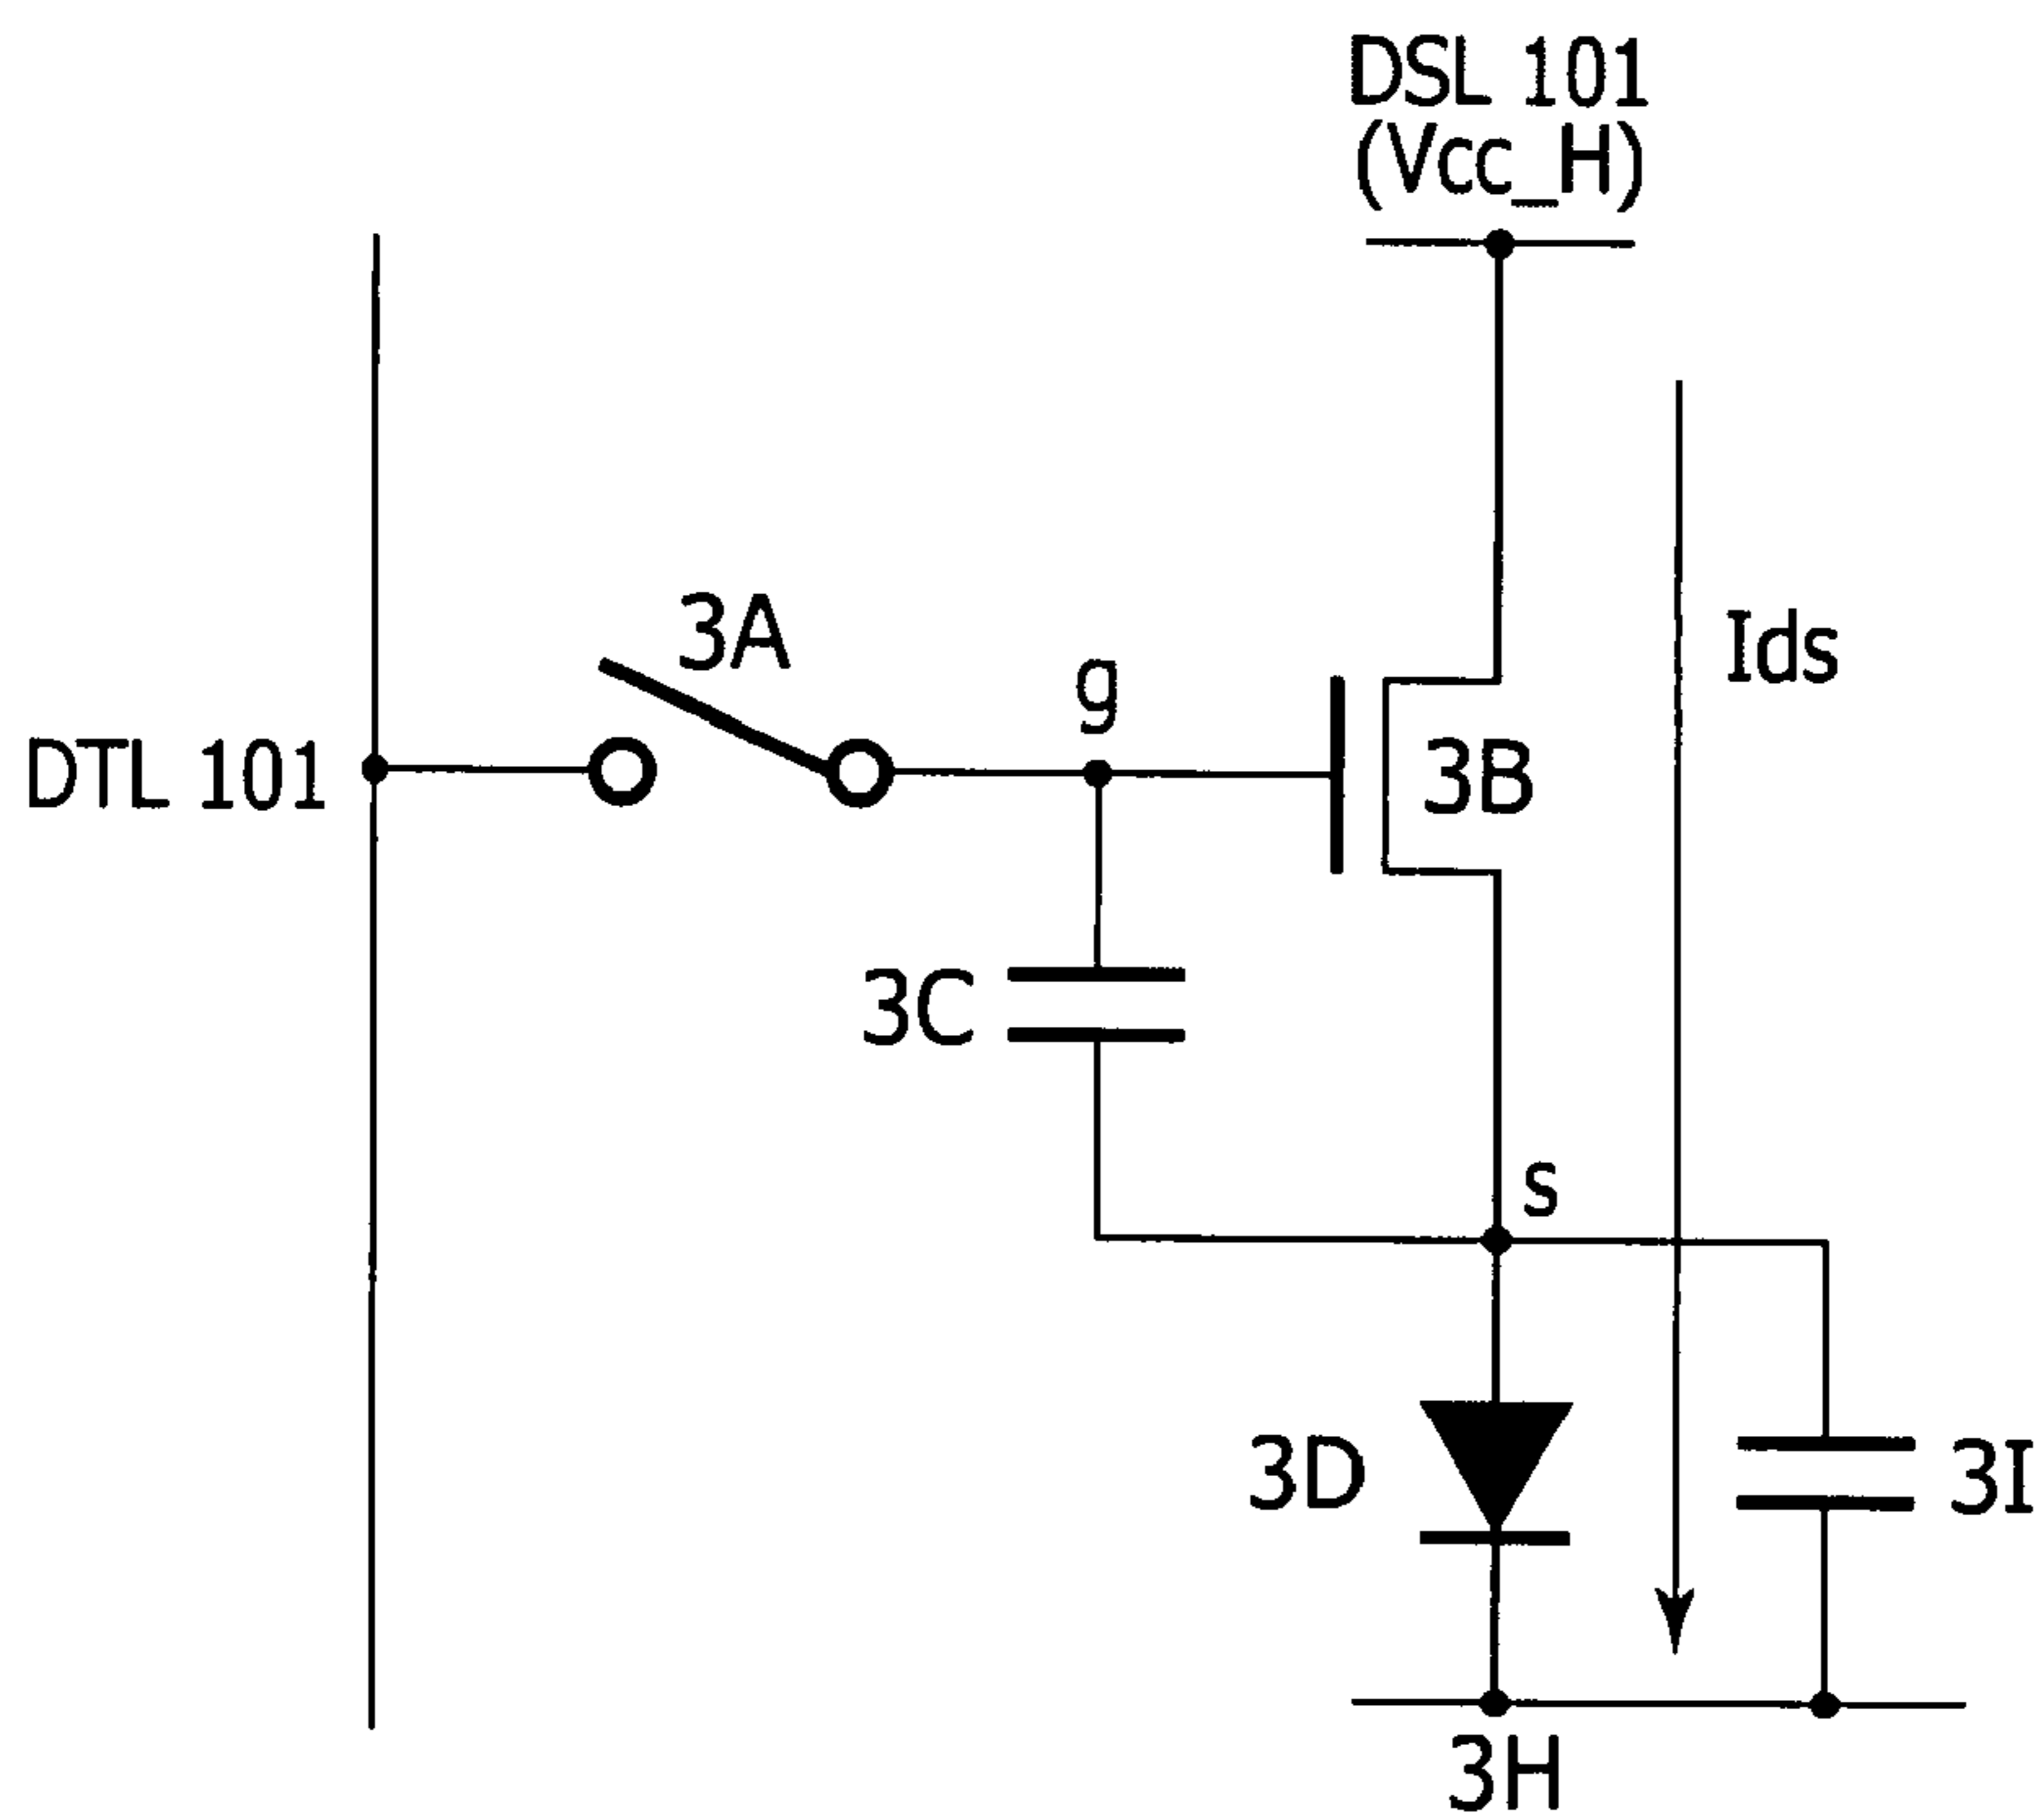 DSL 101
(Vcc_H)
Ids
3A
g
DTL 101
3B
3C
s
3D
3I
3H